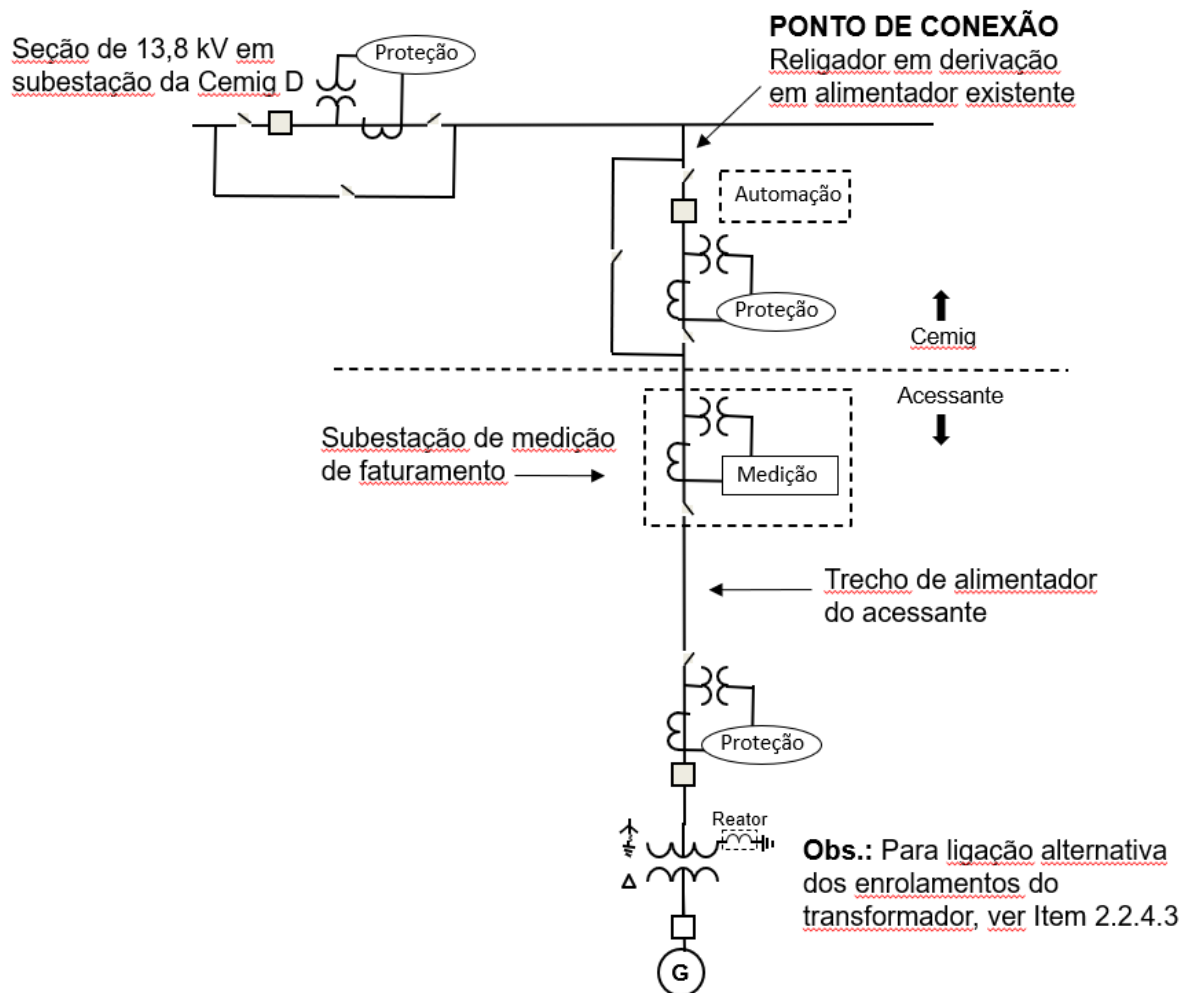 PONTO DE CONEXÃO
Religador em derivação
em alimentador existente
Seção de 13,8 kV em
subestação da Cemig D
Proteção
Automação
Proteção
Cemig
Acessante
Subestação de medição
de faturamento
Medição
Trecho de alimentador
do acessante
Proteção
Reator
Δ
Obs.: Para ligação alternativa
dos enrolamentos do
transformador, ver Item 2.2.4.3
G